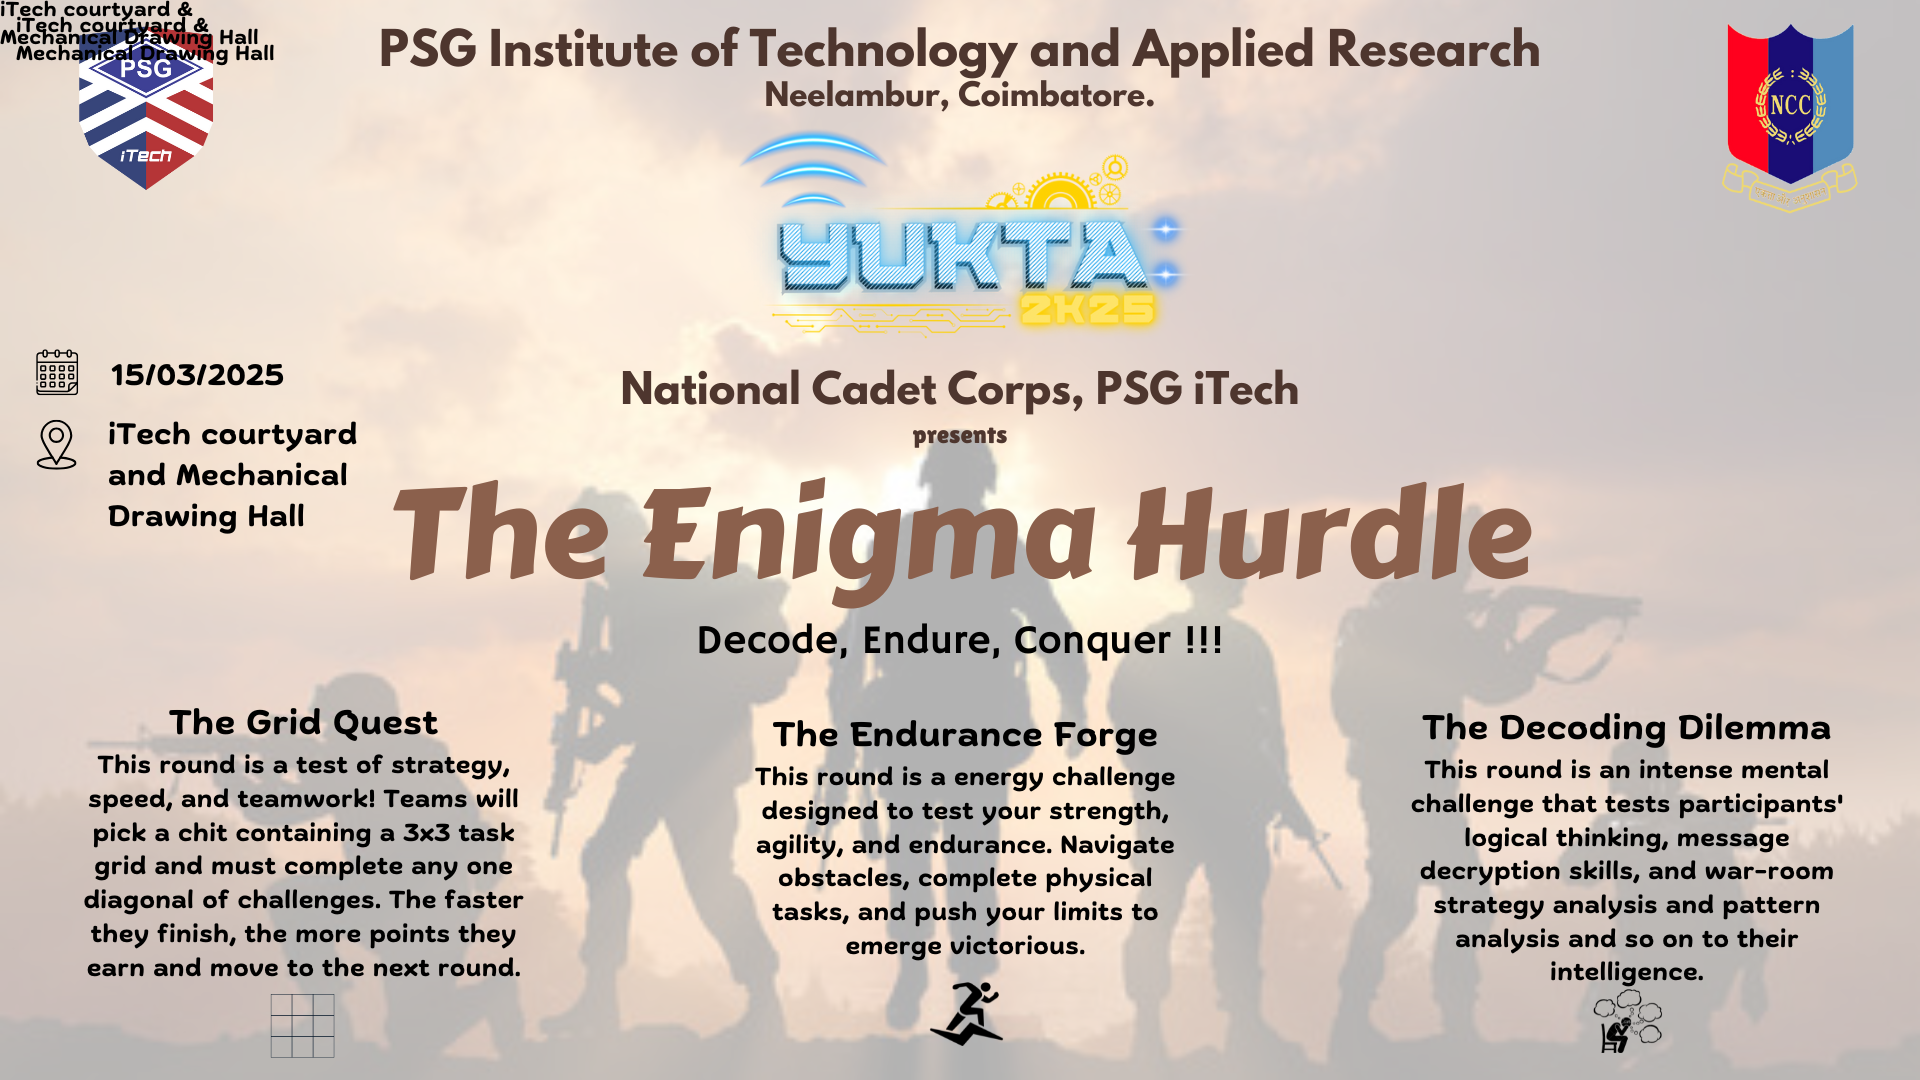 iTech courtyard &
iTech courtyard &
Mechanical Drawing Hall
Mechanical Drawing Hall
PSG
iTech
PSG Institute of Technology and Applied Research
Neelambur, Coimbatore.
NCC
YUKTA:
2K25
15/03/2025
iTech courtyard
and Mechanical
Drawing Hall
National Cadet Corps, PSG iTech
presents
The Enigma Hurdle
Decode, Endure, Conquer !!!
The Grid Quest
This round is a test of strategy,
speed, and teamwork! Teams will
pick a chit containing a 3x3 task
grid and must complete any one
diagonal of challenges. The faster
they finish, the more points they
earn and move to the next round.
The Endurance Forge
This round is a energy challenge
designed to test your strength,
agility, and endurance. Navigate
obstacles, complete physical
tasks, and push your limits to
emerge victorious.
The Decoding Dilemma
This round is an intense mental
challenge that tests participants'
logical thinking, message
decryption skills, and war-room
strategy analysis and pattern
analysis and so on to their
intelligence.